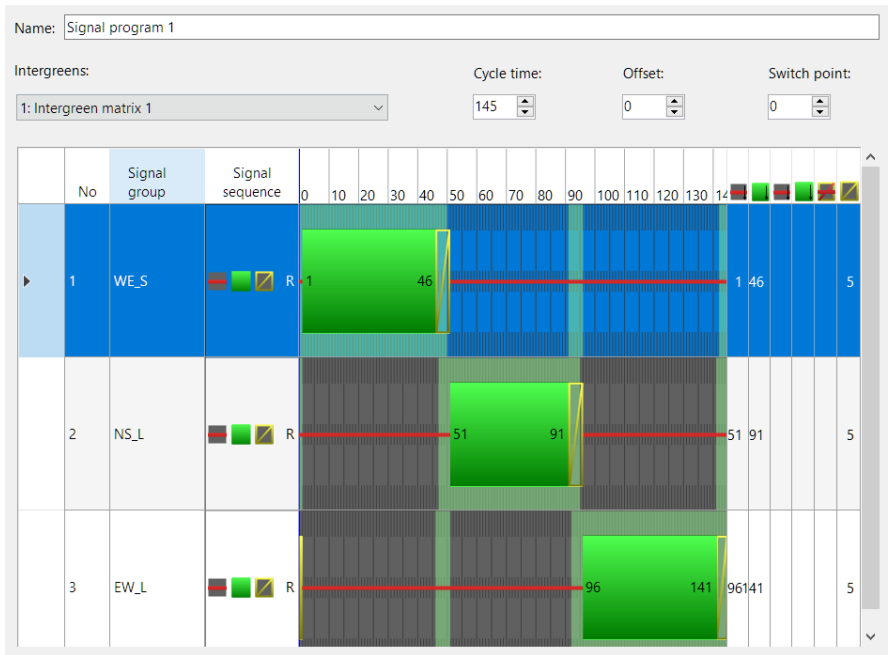 Name: Signal program 1
Intergreens:
Cycle time: Offset: Switch point:
1: Intergreen matrix 1 145 0 0
No Signal group Signal sequence 0 10 20 30 40 50 60 70 80 90 100 110 120 130 14
1 WE_S R 1 46 1 46 5
2 NS_L R 51 91 51 91 5
3 EW_L R 96 141 96 141 5